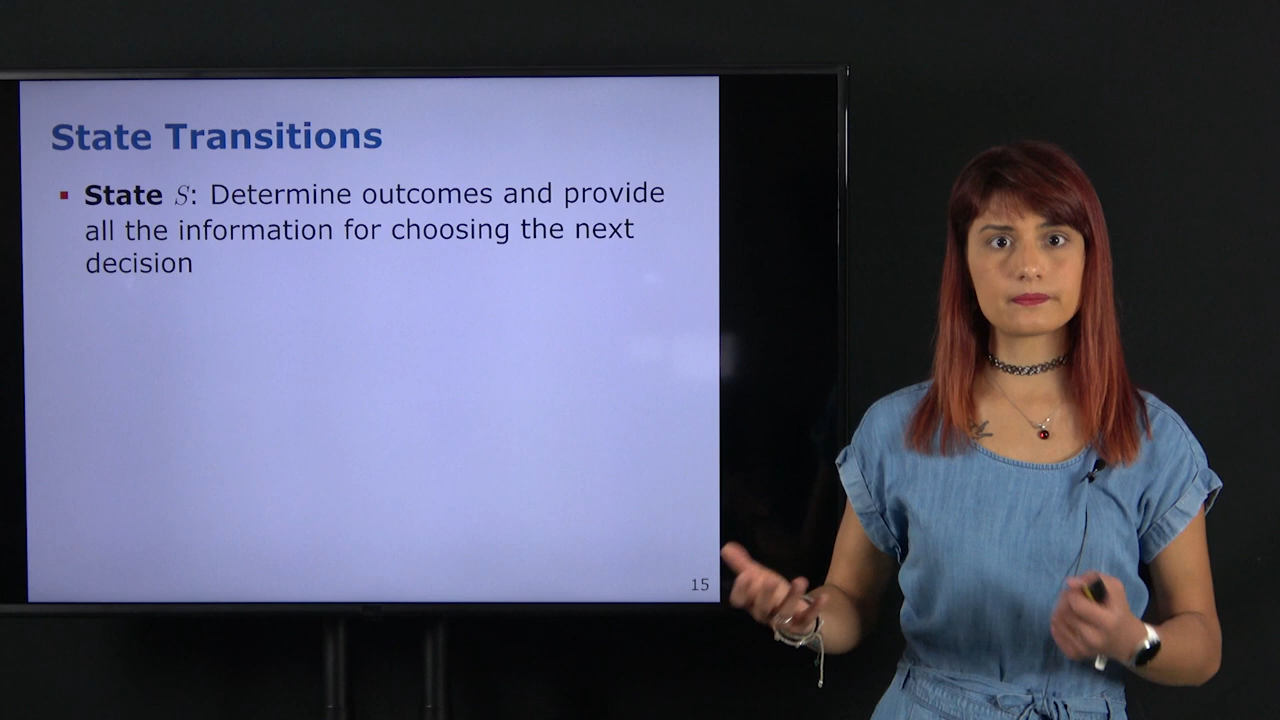 State Transitions
▪ State S: Determine outcomes and provide
all the information for choosing the next
decision
15